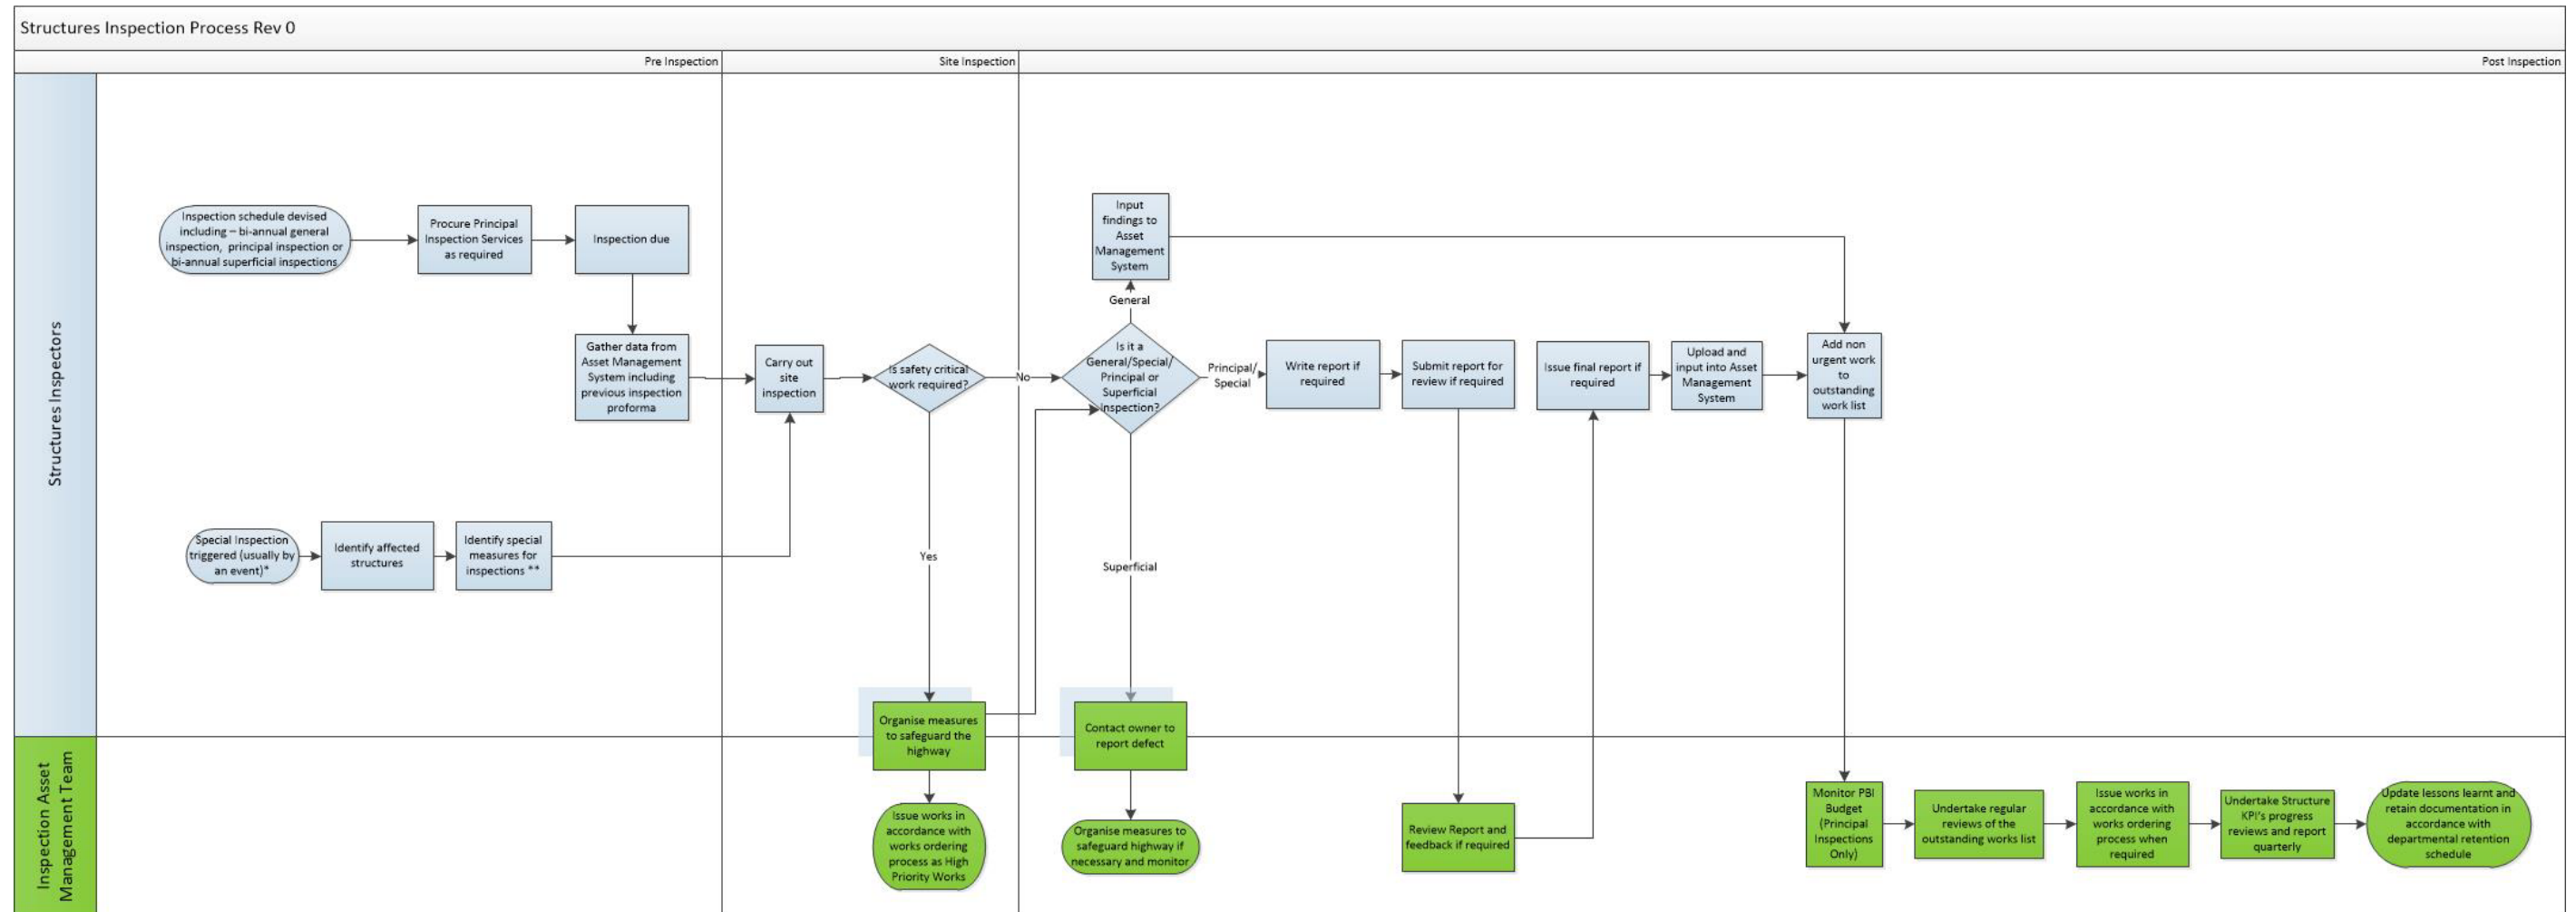 Structures Inspection Process Rev 0
Pre Inspection
Site Inspection
Post Inspection
Structures Inspectors
Inspection schedule devised
including – bi-annual general
inspection, principal inspection or
bi-annual superficial inspections
Procure Principal
Inspection Services
as required
Inspection due
Gather data from
Asset Management
System including
previous inspection
proforma
Special Inspection
triggered (usually by
an event)*
Identify affected
structures
Identify special
measures for
inspections **
Carry out
site
inspection
Is safety critical
work required?
No
Yes
Input
findings to
Asset
Management
System
General
Is it a
General/Special/
Principal or
Superficial
inspection?
Principal/
Special
Superficial
Write report if
required
Submit report for
review if required
Issue final report if
required
Upload and
input into Asset
Management
System
Add non
urgent work
to
outstanding
work list
Organise measures
to safeguard the
highway
Contact owner to
report defect
Inspection Asset
Management Team
Issue works in
accordance with
works ordering
process as High
Priority Works
Organise measures to
safeguard highway if
necessary and monitor
Review Report and
feedback if required
Monitor PBI
Budget
(Principal
Inspections
Only)
Undertake regular
reviews of the
outstanding works list
Issue works in
accordance with
works ordering
process when
required
Undertake Structure
KPI's progress
reviews and report
quarterly
Update lessons learnt and
retain documentation in
accordance with
departmental retention
schedule